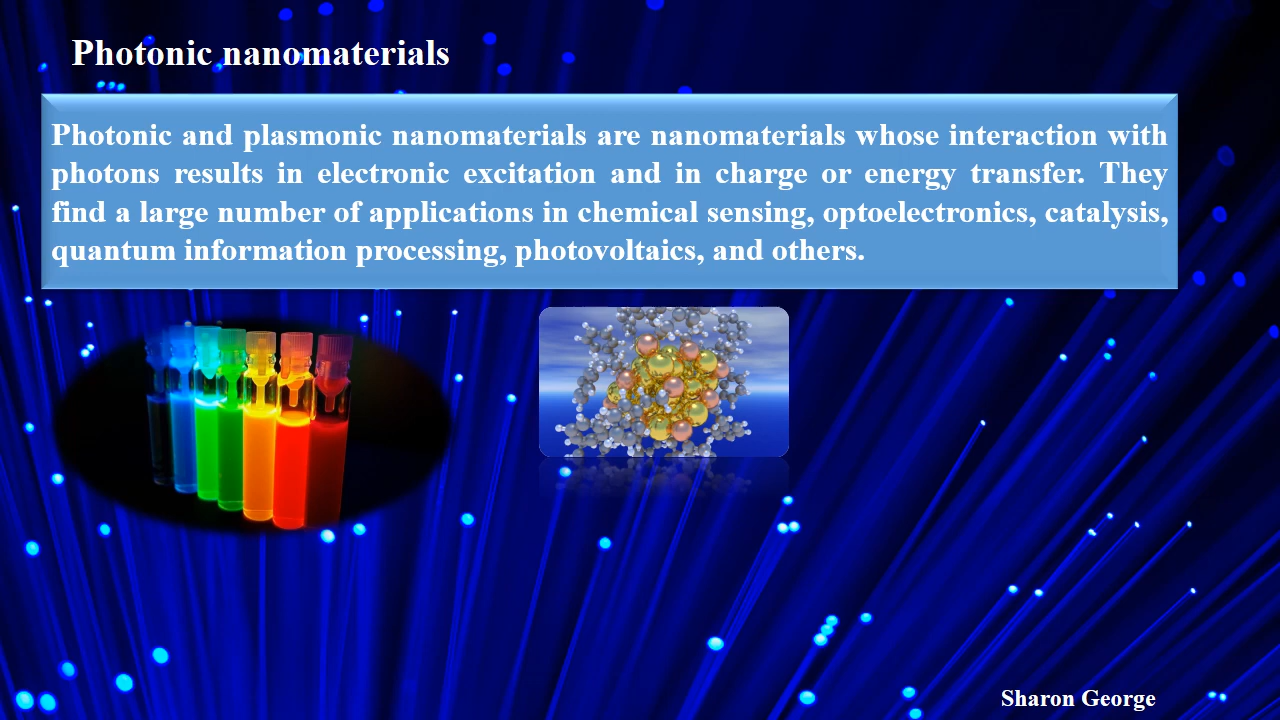 Photonic nanomaterials
Photonic and plasmonic nanomaterials are nanomaterials whose interaction with
photons results in electronic excitation and in charge or energy transfer. They
find a large number of applications in chemical sensing, optoelectronics, catalysis,
quantum information processing, photovoltaics, and others.
Sharon George